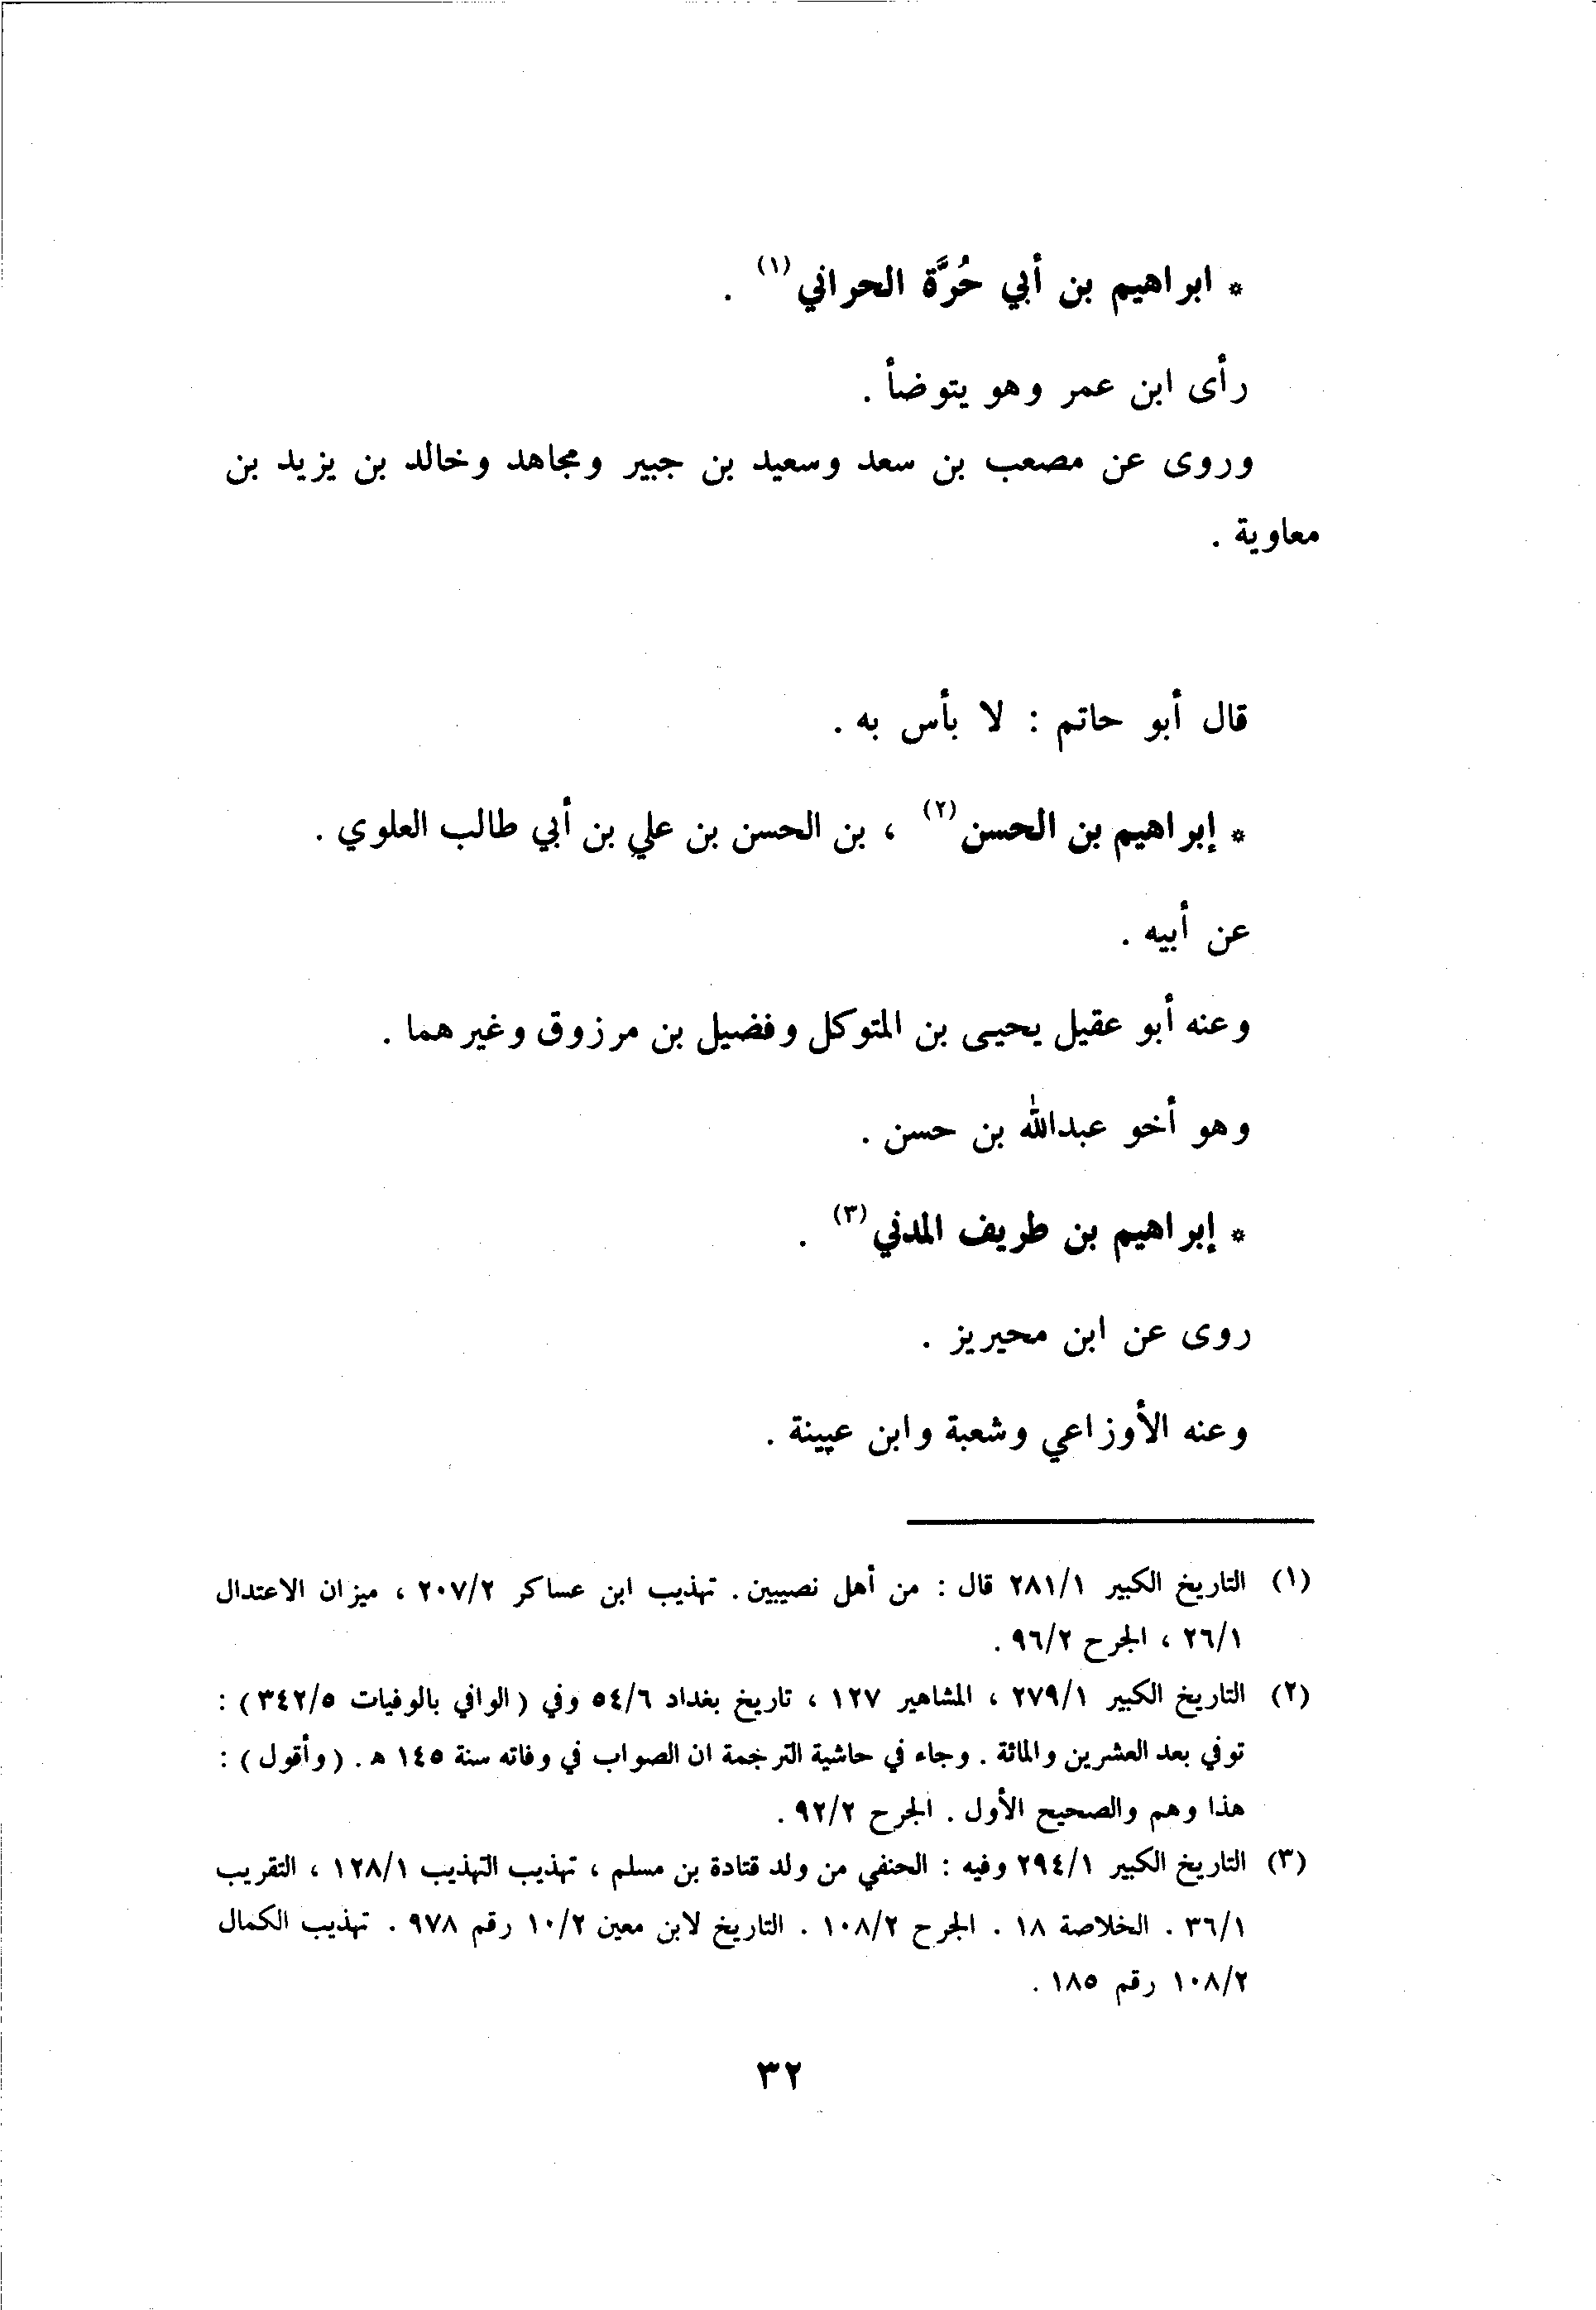 * ابراهيم بن أبي حُرَّة الحراني (١) .
رأى ابن عمر وهو يتوضأ .
وروى عن مصعب بن سعد وسعيد بن جبير ومجاهد وخالد بن يزيد بن
معاوية .
قال أبو حاتم : لا بأس به .
* إبراهيم بن الحسن (٢) ، بن الحسن بن علي بن أبي طالب العلوي .
عن أبيه .
وعنه أبو عقيل يحيى بن المتوكل وفضيل بن مرزوق وغيرهما .
وهو أخو عبدالله بن حسن .
* إبراهيم بن طريف المدني (٣) .
روى عن ابن محيريز .
وعنه الأوزاعي وشعبة وابن عيينة .
(١) التاريخ الكبير ٢٨١/١ قال : من أهل نصيبين . تهذيب ابن عساكر ٢٠٧/٢ ، ميزان الاعتدال
٢٦/١ ، الجرح ٩٦/٢ .
(٢) التاريخ الكبير ٢٧٩/١ ، المشاهير ١٢٧ ، تاريخ بغداد ٥٤/٦ وفي ( الوافي بالوفيات ٣٤٢/٥ ) :
توفي بعد العشرين والمائة . وجاء في حاشية الترجمة ان الصواب في وفاته سنة ١٤٥ هـ . ( وأقول ) :
هذا وهم والصحيح الأول . الجرح ٩٢/٢ .
(٣) التاريخ الكبير ٢٩٤/١ وفيه : الحنفي من ولد قتادة بن مسلم ، تهذيب التهذيب ١٢٨/١ ، التقريب
٣٦/١ . الخلاصة ١٨ . الجرح ١٠٨/٢ . التاريخ لابن معين ١٠/٢ رقم ٩٧٨ . تهذيب الكمال
١٠٨/٢ رقم ١٨٥ .
٣٢